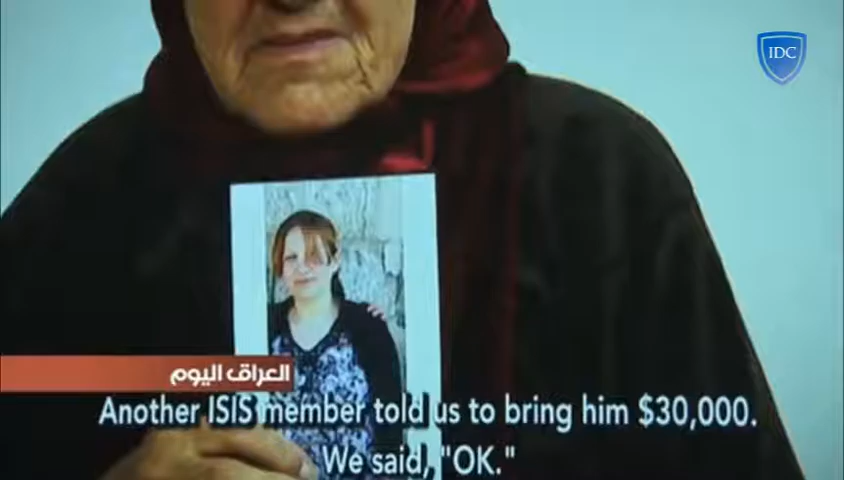 IDC
العراق اليوم
Another ISIS member told us to bring him $30,000.
We said, "OK."